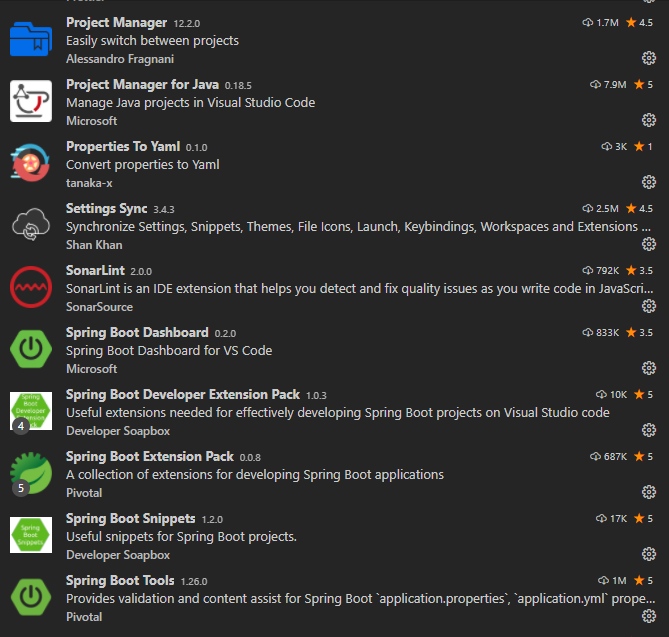 Project Manager 12.2.0 1.7M 4.5
Easily switch between projects
Alessandro Fragnani
Project Manager for Java 0.18.5 7.9M 5
Manage Java projects in Visual Studio Code
Microsoft
Properties To Yaml 0.1.0 3K 1
Convert properties to Yaml
tanaka-x
Settings Sync 3.4.3 2.5M 4.5
Synchronize Settings, Snippets, Themes, File Icons, Launch, Keybindings, Workspaces and Extensions ...
Shan Khan
SonarLint 2.0.0 792K 3.5
SonarLint is an IDE extension that helps you detect and fix quality issues as you write code in JavaScri...
SonarSource
Spring Boot Dashboard 0.2.0 833K 3.5
Spring Boot Dashboard for VS Code
Microsoft
Spring Boot Developer Extension Pack 1.0.3 10K 5
Spring
Boot
Developer
4
Useful extensions needed for effectively developing Spring Boot projects on Visual Studio code
Developer Soapbox
Spring Boot Extension Pack 0.0.8 687K 5
5
A collection of extensions for developing Spring Boot applications
Pivotal
Spring Boot Snippets 1.2.0 17K 5
Spring
Boot
Snippets
Useful snippets for Spring Boot projects.
Developer Soapbox
Spring Boot Tools 1.26.0 1M 5
Provides validation and content assist for Spring Boot `application.properties`, `application.yml` prope...
Pivotal